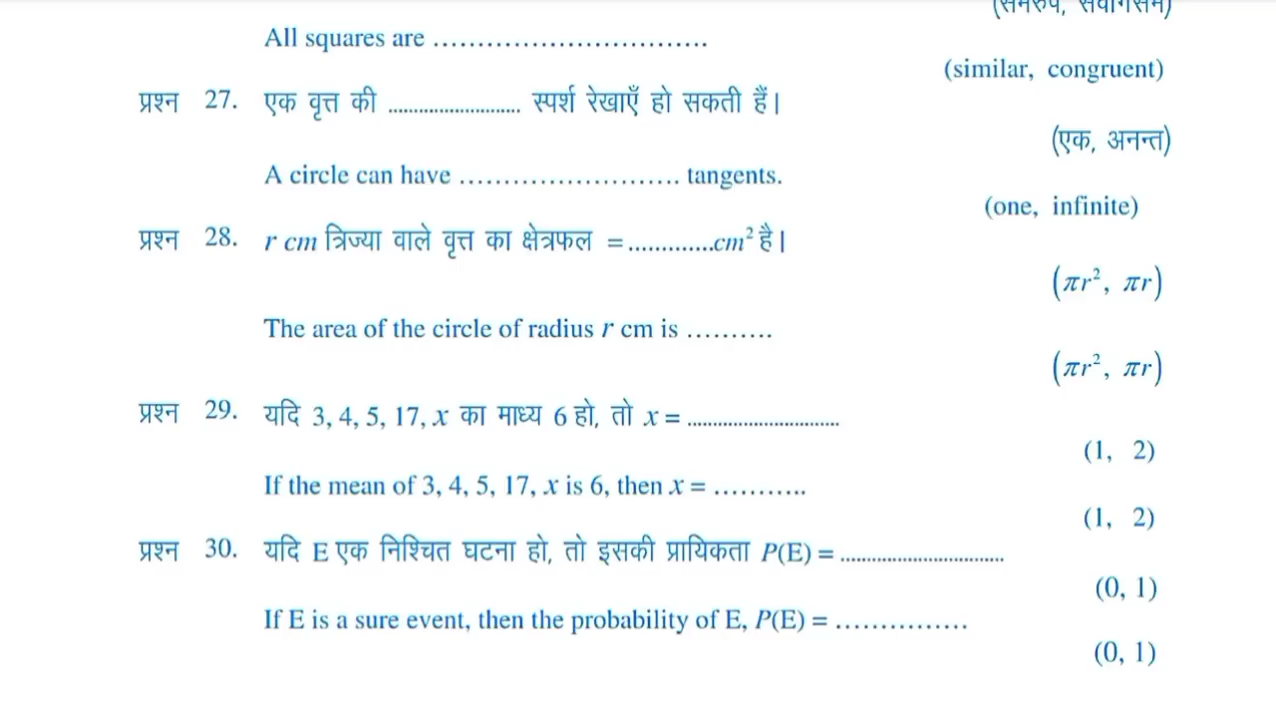 (समरुप, सर्वांगसम)
All squares are ...............................
(similar, congruent)
प्रश्न 27. एक वृत्त की .......................... स्पर्श रेखाएँ हो सकती हैं।
(एक, अनन्त)
A circle can have ......................... tangents.
(one, infinite)
प्रश्न 28. r cm त्रिज्या वाले वृत्त का क्षेत्रफल = .............cm² है।
(πr², πr)
The area of the circle of radius r cm is ..........
(πr², πr)
प्रश्न 29. यदि 3, 4, 5, 17, x का माध्य 6 हो, तो x = .............................
(1, 2)
If the mean of 3, 4, 5, 17, x is 6, then x = ...........
(1, 2)
प्रश्न 30. यदि E एक निश्चित घटना हो, तो इसकी प्रायिकता P(E) = ...............................
(0, 1)
If E is a sure event, then the probability of E, P(E) = ...............
(0, 1)